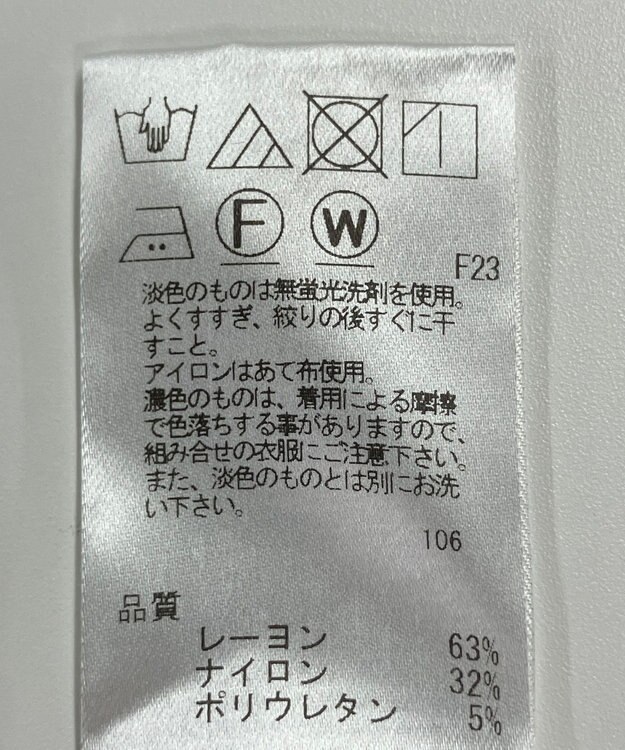 F W
F23
淡色のものは無蛍光洗剤を使用。
よくすすぎ、絞りの後すぐに干
すこと。
アイロンはあて布使用。
濃色のものは、着用による摩擦
で色落ちする事がありますので、
組み合せの衣服にご注意下さい。
また、淡色のものとは別にお洗
い下さい。
106
品質
レーヨン 63%
ナイロン 32%
ポリウレタン 5%